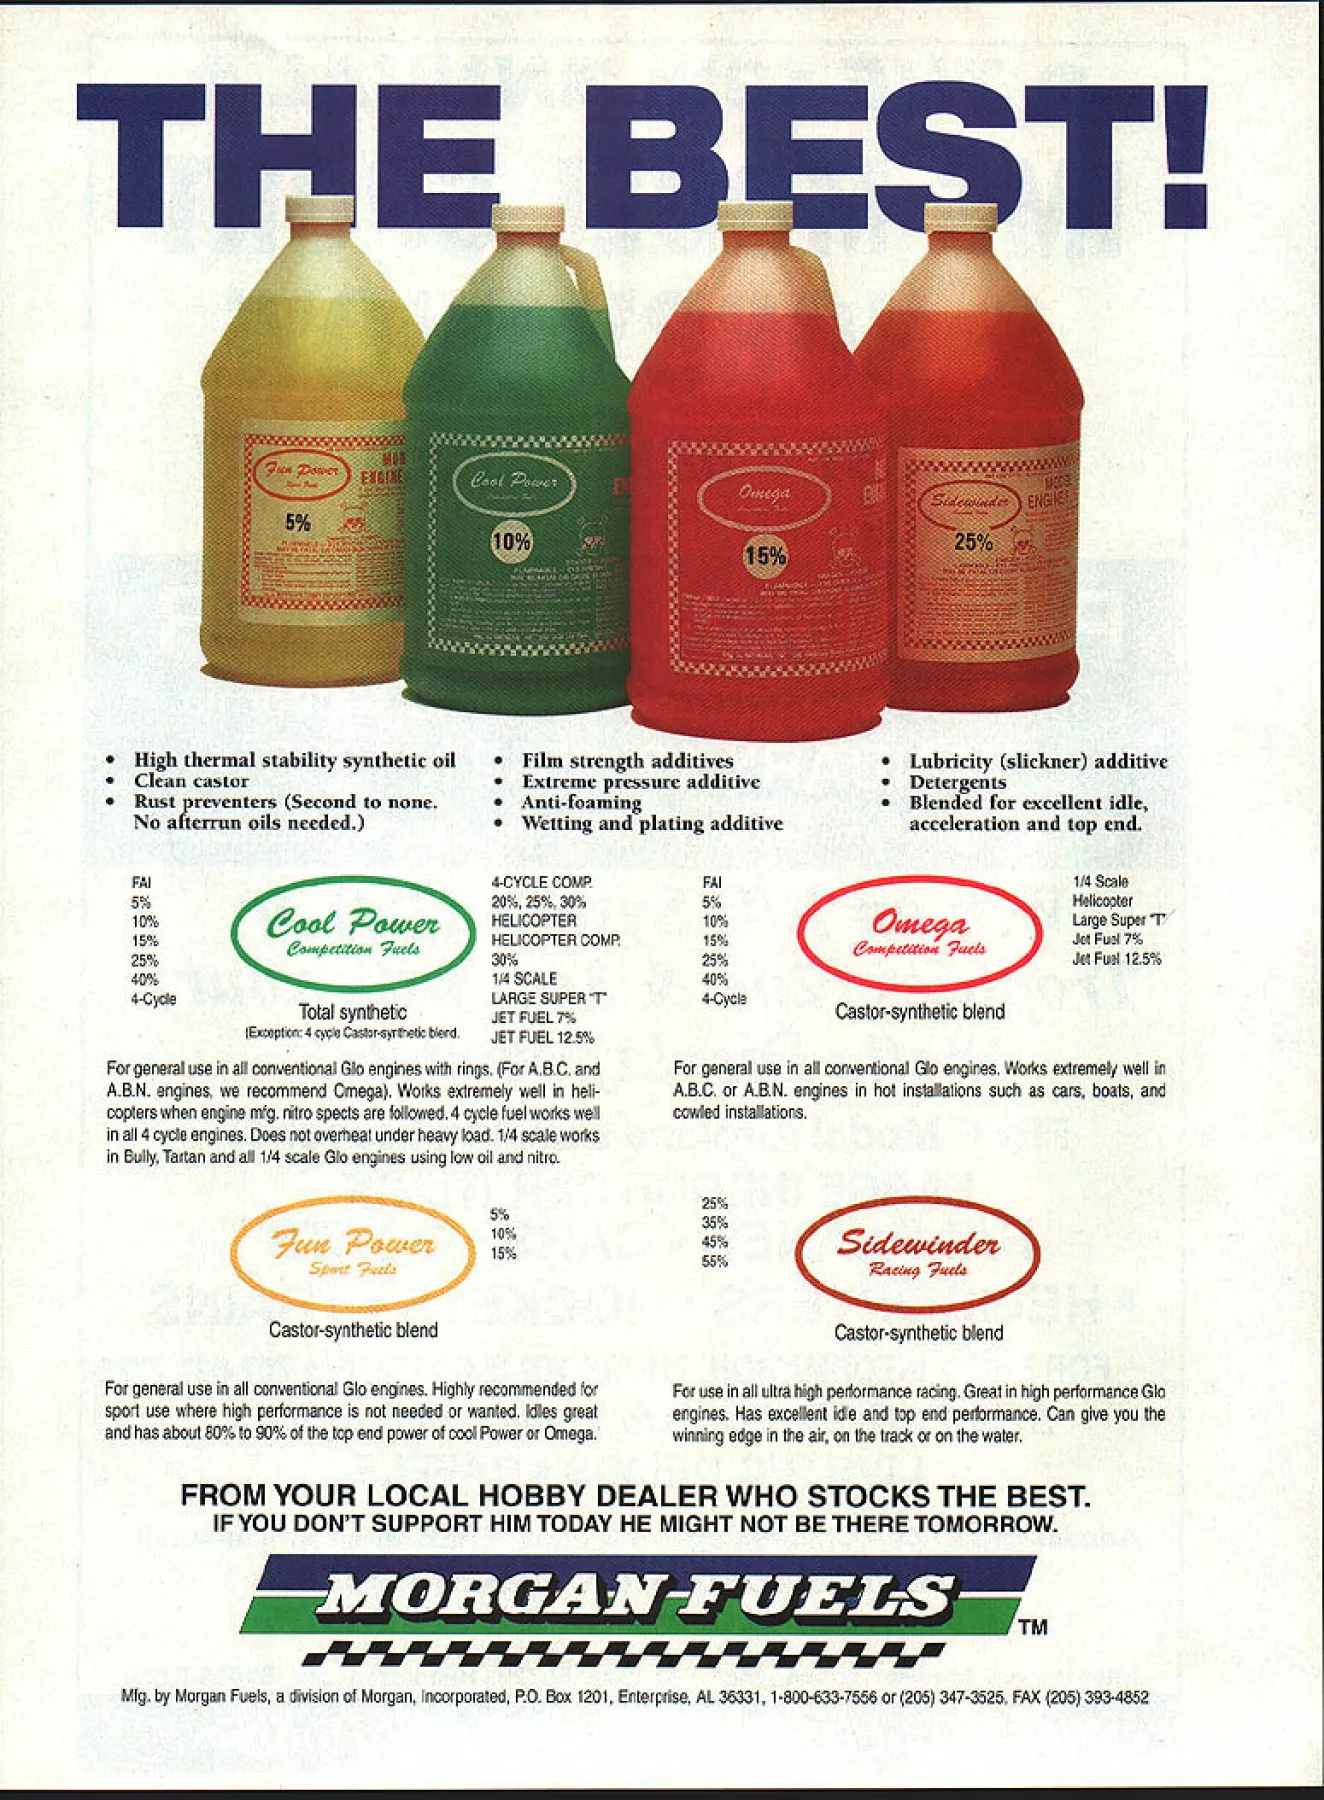 THE BEST!
Fun Power
5%
Cool Power
10%
Omega
15%
Sidewinder
25%
• High thermal stability synthetic oil
• Clean castor
• Rust preventers (Second to none.
No afterrun oils needed.)
• Film strength additives
• Extreme pressure additive
• Anti-foaming
• Wetting and plating additive
• Lubricity (slickner) additive
• Detergents
• Blended for excellent idle,
acceleration and top end.
FAI
5%
10%
15%
25%
40%
4-Cycle
Cool Power
Competition Fuels
Total synthetic
(Exception: 4 cycle Castor-synthetic blend.
4-CYCLE COMP.
20%, 25%, 30%
HELICOPTER
HELICOPTER COMP.
30%
1/4 SCALE
LARGE SUPER "T"
JET FUEL 7%
JET FUEL 12.5%
For general use in all conventional Glo engines with rings. (For A.B.C. and
A.B.N. engines, we recommend Omega). Works extremely well in heli-
copters when engine mfg. nitro spects are followed. 4 cycle fuel works well
in all 4 cycle engines. Does not overheat under heavy load. 1/4 scale works
in Bully, Tartan and all 1/4 scale Glo engines using low oil and nitro.
FAI
5%
10%
15%
25%
40%
4-Cycle
Omega
Competition Fuels
Castor-synthetic blend
1/4 Scale
Helicopter
Large Super "T"
Jet Fuel 7%
Jet Fuel 12.5%
For general use in all conventional Glo engines. Works extremely well in
A.B.C. or A.B.N. engines in hot installations such as cars, boats, and
cowled installations.
Fun Power
Sport Fuels
Castor-synthetic blend
5%
10%
15%
For general use in all conventional Glo engines. Highly recommended for
sport use where high performance is not needed or wanted. Idles great
and has about 80% to 90% of the top end power of cool Power or Omega.
25%
35%
45%
55%
Sidewinder
Racing Fuels
Castor-synthetic blend
For use in all ultra high performance racing. Great in high performance Glo
engines. Has excellent idle and top end performance. Can give you the
winning edge in the air, on the track or on the water.
FROM YOUR LOCAL HOBBY DEALER WHO STOCKS THE BEST.
IF YOU DON'T SUPPORT HIM TODAY HE MIGHT NOT BE THERE TOMORROW.
MORGAN FUELS
TM
Mfg. by Morgan Fuels, a division of Morgan, Incorporated, P.O. Box 1201, Enterprise, AL 36331, 1-800-633-7556 or (205) 347-3525, FAX (205) 393-4852